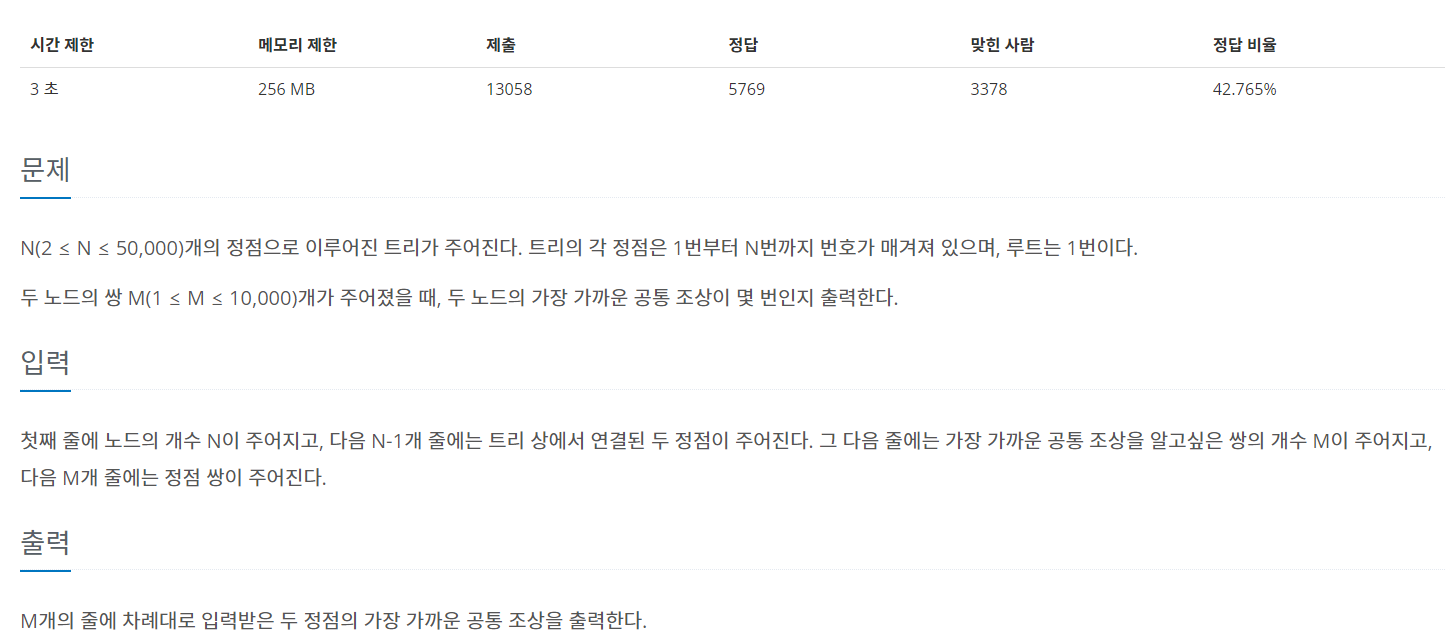 시간 제한 메모리 제한 제출 정답 맞힌 사람 정답 비율
3 초 256 MB 13058 5769 3378 42.765%
문제
N(2 ≤ N ≤ 50,000)개의 정점으로 이루어진 트리가 주어진다. 트리의 각 정점은 1번부터 N번까지 번호가 매겨져 있으며, 루트는 1번이다.
두 노드의 쌍 M(1 ≤ M ≤ 10,000)개가 주어졌을 때, 두 노드의 가장 가까운 공통 조상이 몇 번인지 출력한다.
입력
첫째 줄에 노드의 개수 N이 주어지고, 다음 N-1개 줄에는 트리 상에서 연결된 두 정점이 주어진다. 그 다음 줄에는 가장 가까운 공통 조상을 알고싶은 쌍의 개수 M이 주어지고,
다음 M개 줄에는 정점 쌍이 주어진다.
출력
M개의 줄에 차례대로 입력받은 두 정점의 가장 가까운 공통 조상을 출력한다.